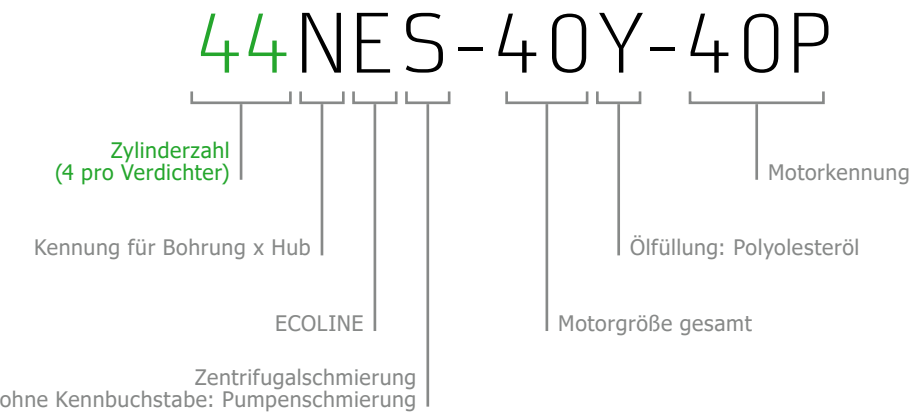 44NES-40Y-40P
Zylinderzahl
(4 pro Verdichter)
Motorkennung
Kennung für Bohrung x Hub
Ölfüllung: Polyolesteröl
ECOLINE
Motorgröße gesamt
Zentrifugalschmierung
ohne Kennbuchstabe: Pumpenschmierung